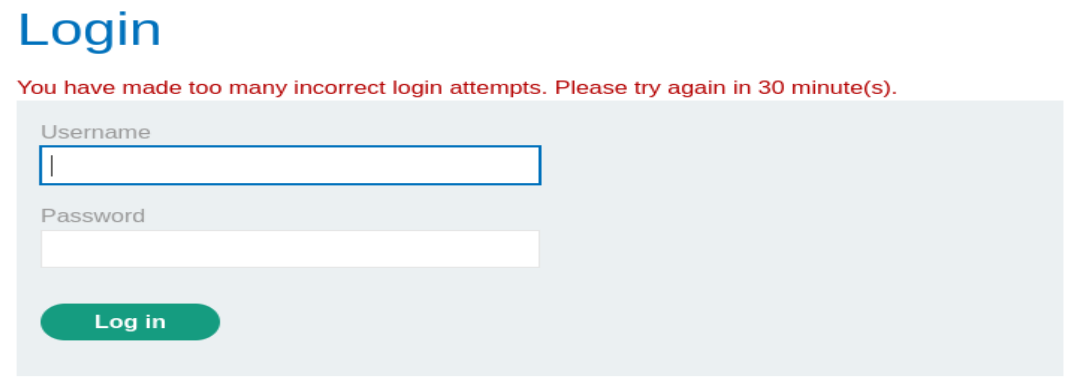 Login
You have made too many incorrect login attempts. Please try again in 30 minute(s).
Username
Password
Log in